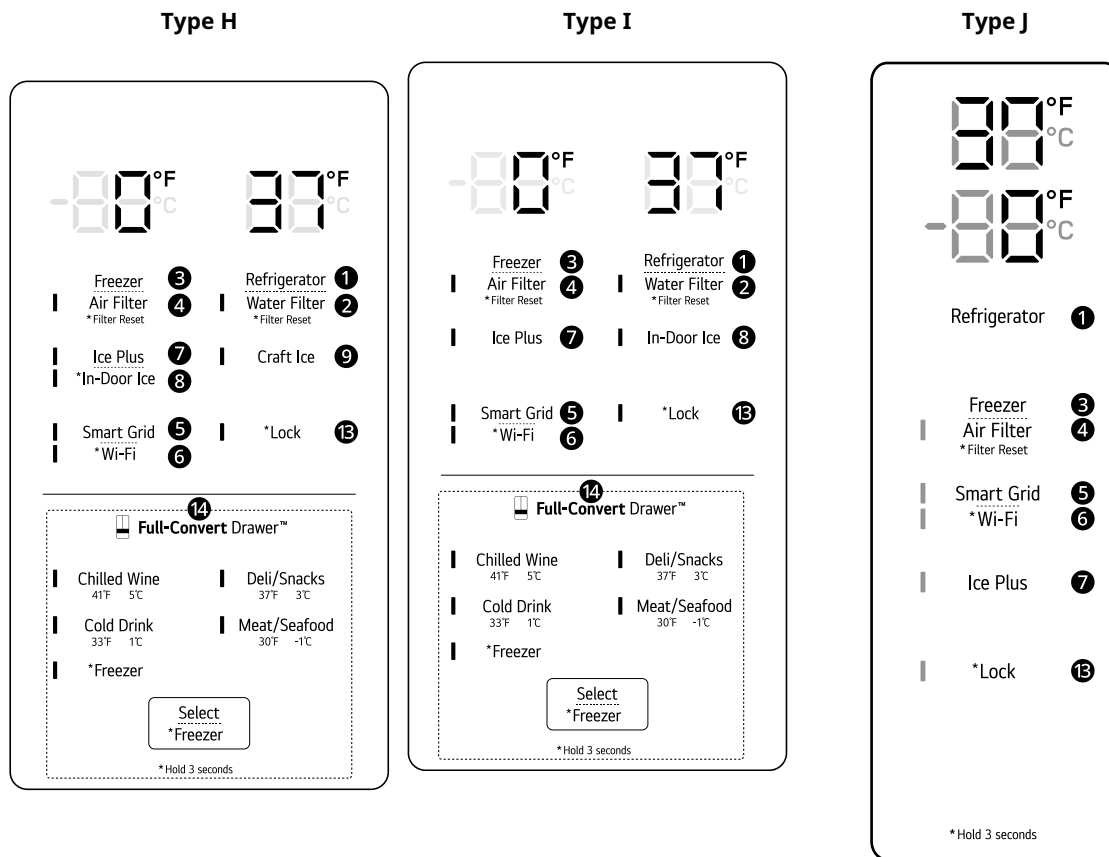 Type H
0 °F °C
37 °F °C
Freezer 3
Refrigerator 1
Air Filter 4
*Filter Reset
Water Filter 2
*Filter Reset
Ice Plus 7
Craft Ice 9
*In-Door Ice 8
Smart Grid 5
*Lock 13
*Wi-Fi 6
14
Full-Convert Drawer™
Chilled Wine
41°F 5°C
Deli/Snacks
37°F 3°C
Cold Drink
33°F 1°C
Meat/Seafood
30°F -1°C
*Freezer
Select
*Freezer
*Hold 3 seconds
Type I
0 °F °C
37 °F °C
Freezer 3
Refrigerator 1
Air Filter 4
*Filter Reset
Water Filter 2
*Filter Reset
Ice Plus 7
In-Door Ice 8
Smart Grid 5
*Lock 13
*Wi-Fi 6
14
Full-Convert Drawer™
Chilled Wine
41°F 5°C
Deli/Snacks
37°F 3°C
Cold Drink
33°F 1°C
Meat/Seafood
30°F -1°C
*Freezer
Select
*Freezer
*Hold 3 seconds
Type J
37 °F °C
0 °F °C
Refrigerator 1
Freezer 3
Air Filter 4
*Filter Reset
Smart Grid 5
*Wi-Fi 6
Ice Plus 7
*Lock 13
*Hold 3 seconds